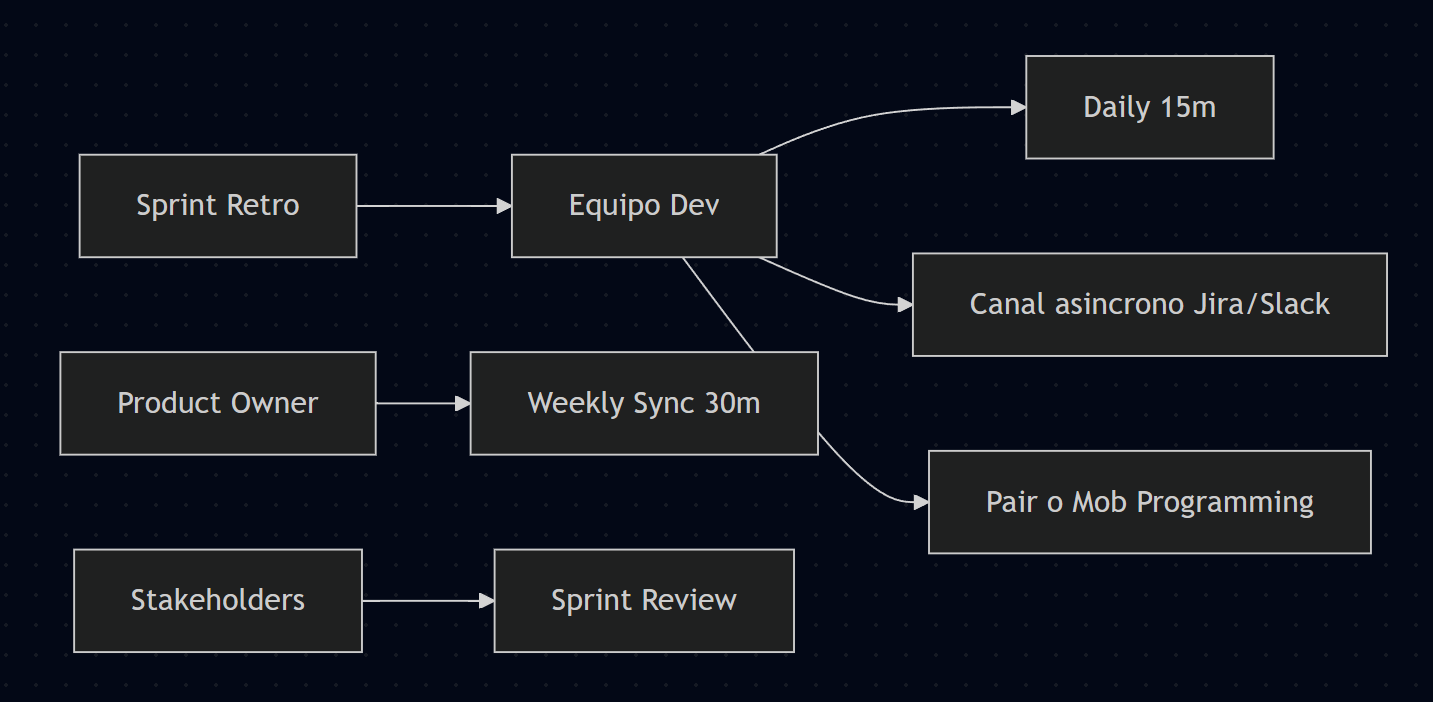 Daily 15m
Sprint Retro
Equipo Dev
Canal asincrono Jira/Slack
Product Owner
Weekly Sync 30m
Pair o Mob Programming
Stakeholders
Sprint Review